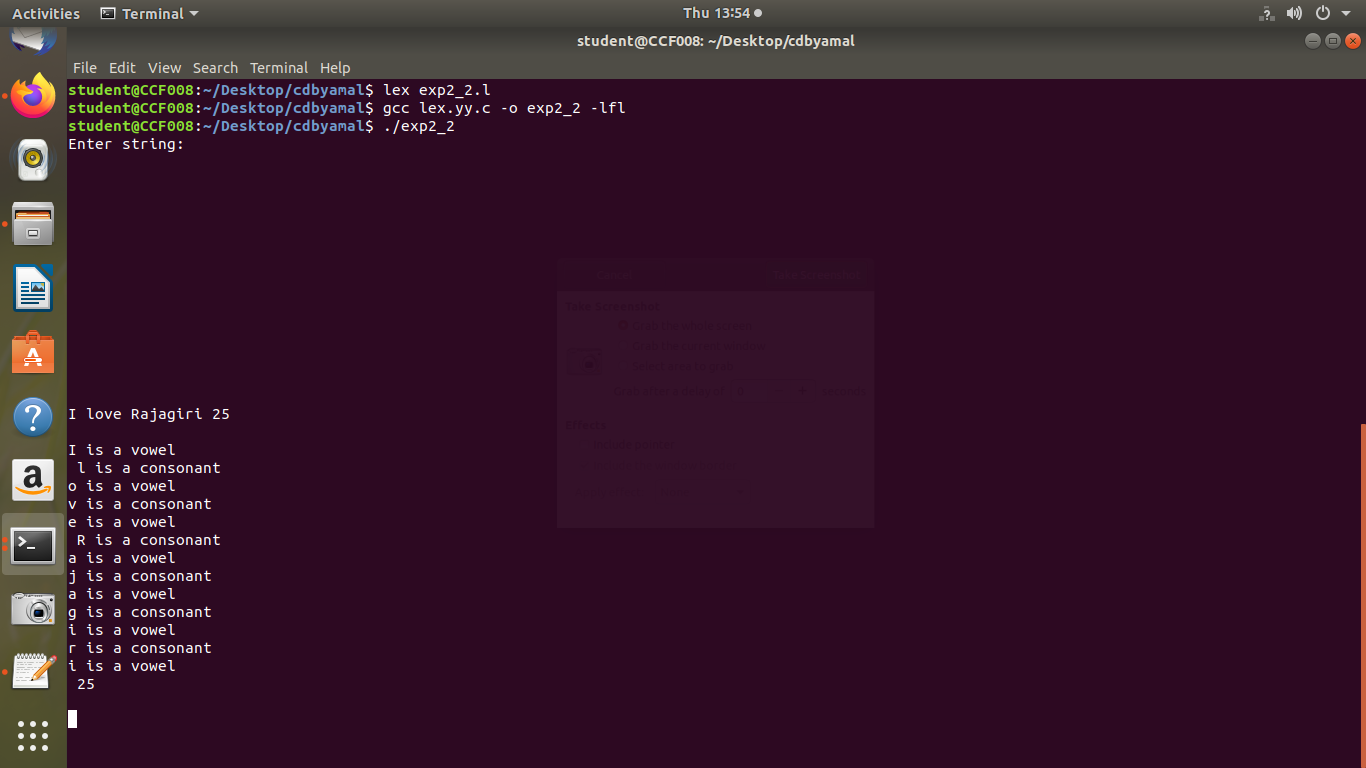 Activities Terminal Thu 13:54
student@CCF008: ~/Desktop/cdbyamal
File Edit View Search Terminal Help
student@CCF008:~/Desktop/cdbyamal$ lex exp2_2.l
student@CCF008:~/Desktop/cdbyamal$ gcc lex.yy.c -o exp2_2 -lfl
student@CCF008:~/Desktop/cdbyamal$ ./exp2_2
Enter string:
Take Screenshot
Effects
I love Rajagiri 25
I is a vowel
l is a consonant
o is a vowel
v is a consonant
e is a vowel
R is a consonant
a is a vowel
j is a consonant
a is a vowel
g is a consonant
i is a vowel
r is a consonant
i is a vowel
25